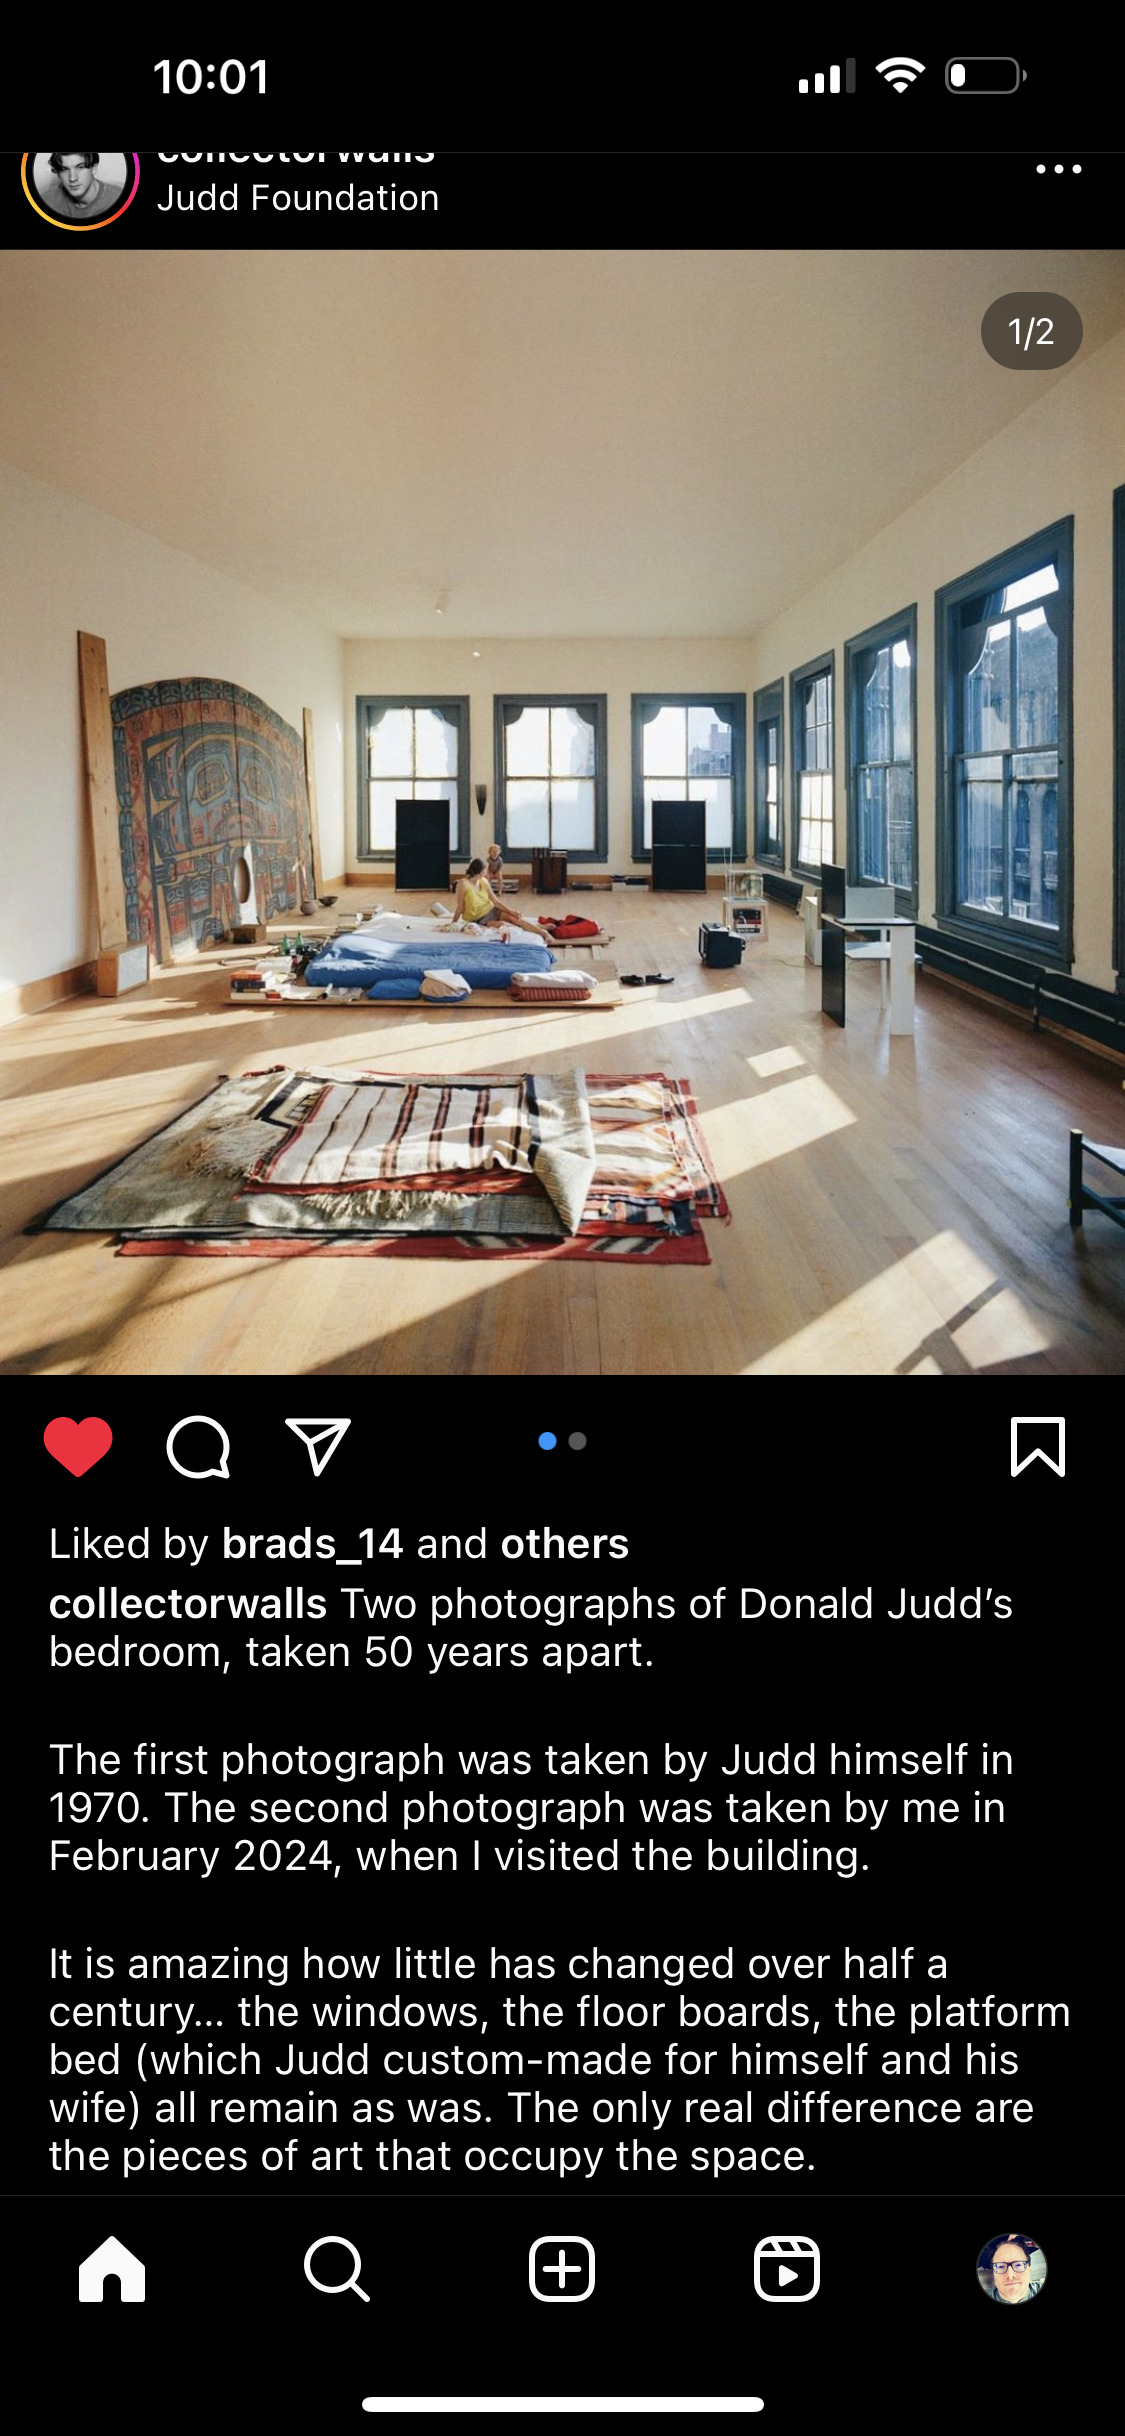 10:01
collectorwalls
Judd Foundation
1/2
Liked by brads_14 and others
collectorwalls Two photographs of Donald Judd’s
bedroom, taken 50 years apart.
The first photograph was taken by Judd himself in
1970. The second photograph was taken by me in
February 2024, when I visited the building.
It is amazing how little has changed over half a
century... the windows, the floor boards, the platform
bed (which Judd custom-made for himself and his
wife) all remain as was. The only real difference are
the pieces of art that occupy the space.